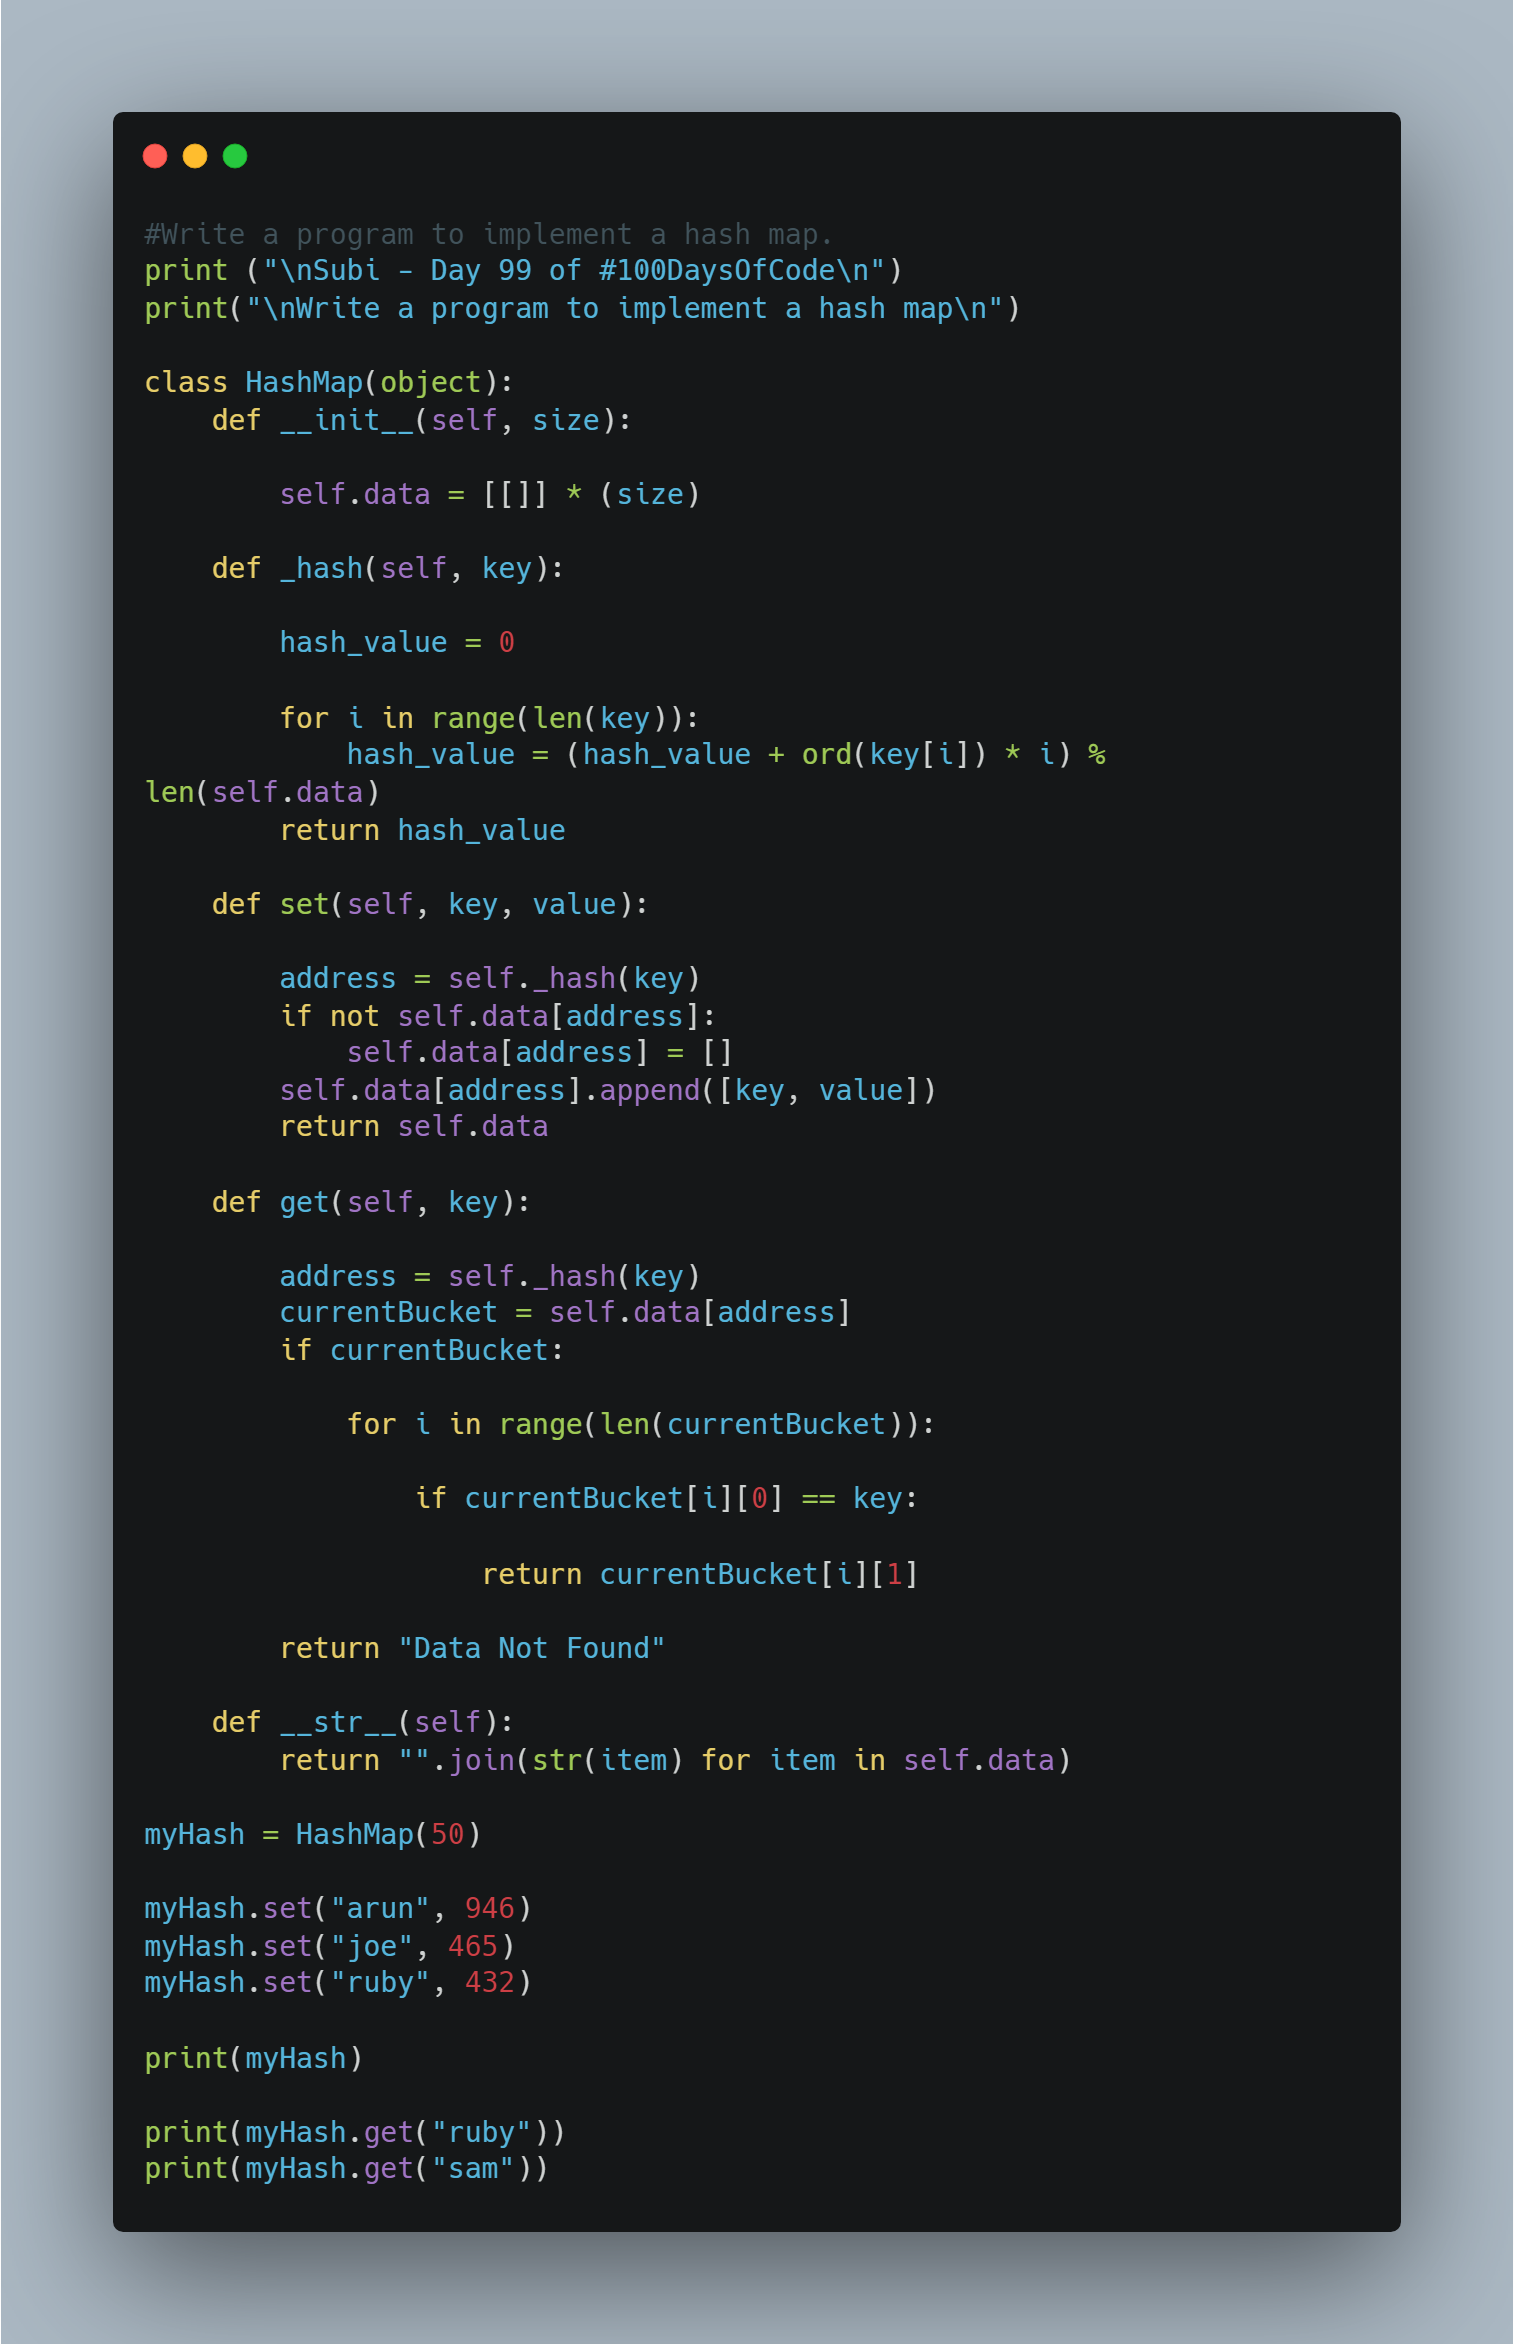 #Write a program to implement a hash map.
print ("\nSubi - Day 99 of #100DaysOfCode\n")
print("\nWrite a program to implement a hash map\n")

class HashMap(object):
    def __init__(self, size):

        self.data = [[]] * (size)

    def _hash(self, key):

        hash_value = 0

        for i in range(len(key)):
            hash_value = (hash_value + ord(key[i]) * i) %
len(self.data)
        return hash_value

    def set(self, key, value):

        address = self._hash(key)
        if not self.data[address]:
            self.data[address] = []
        self.data[address].append([key, value])
        return self.data

    def get(self, key):

        address = self._hash(key)
        currentBucket = self.data[address]
        if currentBucket:

            for i in range(len(currentBucket)):

                if currentBucket[i][0] == key:

                    return currentBucket[i][1]

        return "Data Not Found"

    def __str__(self):
        return "".join(str(item) for item in self.data)

myHash = HashMap(50)

myHash.set("arun", 946)
myHash.set("joe", 465)
myHash.set("ruby", 432)

print(myHash)

print(myHash.get("ruby"))
print(myHash.get("sam"))